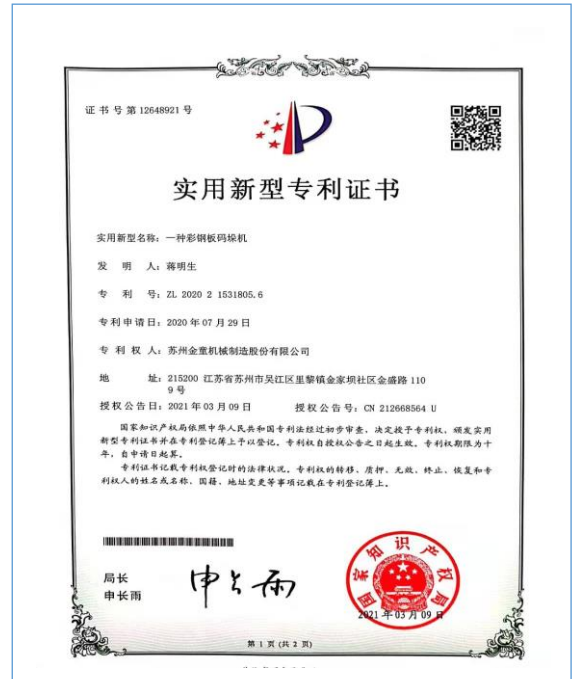 证书号第12648921号
实用新型专利证书
实用新型名称：一种彩钢板码垛机
发 明 人：蒋明生
专 利 号：ZL 2020 2 1531805.6
专利申请日：2020年07月29日
专 利 权 人：苏州金童机械制造股份有限公司
地 址：215200 江苏省苏州市吴江区里黎镇金家坝社区金盛路110
9号
授权公告日：2021年03月09日 授权公告号：CN 212668564 U
国家知识产权局依照中华人民共和国专利法经过初步审查，决定授予专利权，颁发实用
新型专利证书并在专利登记簿上予以登记。专利权自授权公告之日起生效。专利权期限为十
年，自申请日起算。
专利证书记载专利权登记时的法律状况。专利权的转移、质押、无效、终止、恢复和专
利权人的姓名或名称、国籍、地址变更等事项记载在专利登记簿上。
局长
申长雨
申长雨
国家知识产权局
2021年03月09日
第 1 页 (共 2 页)